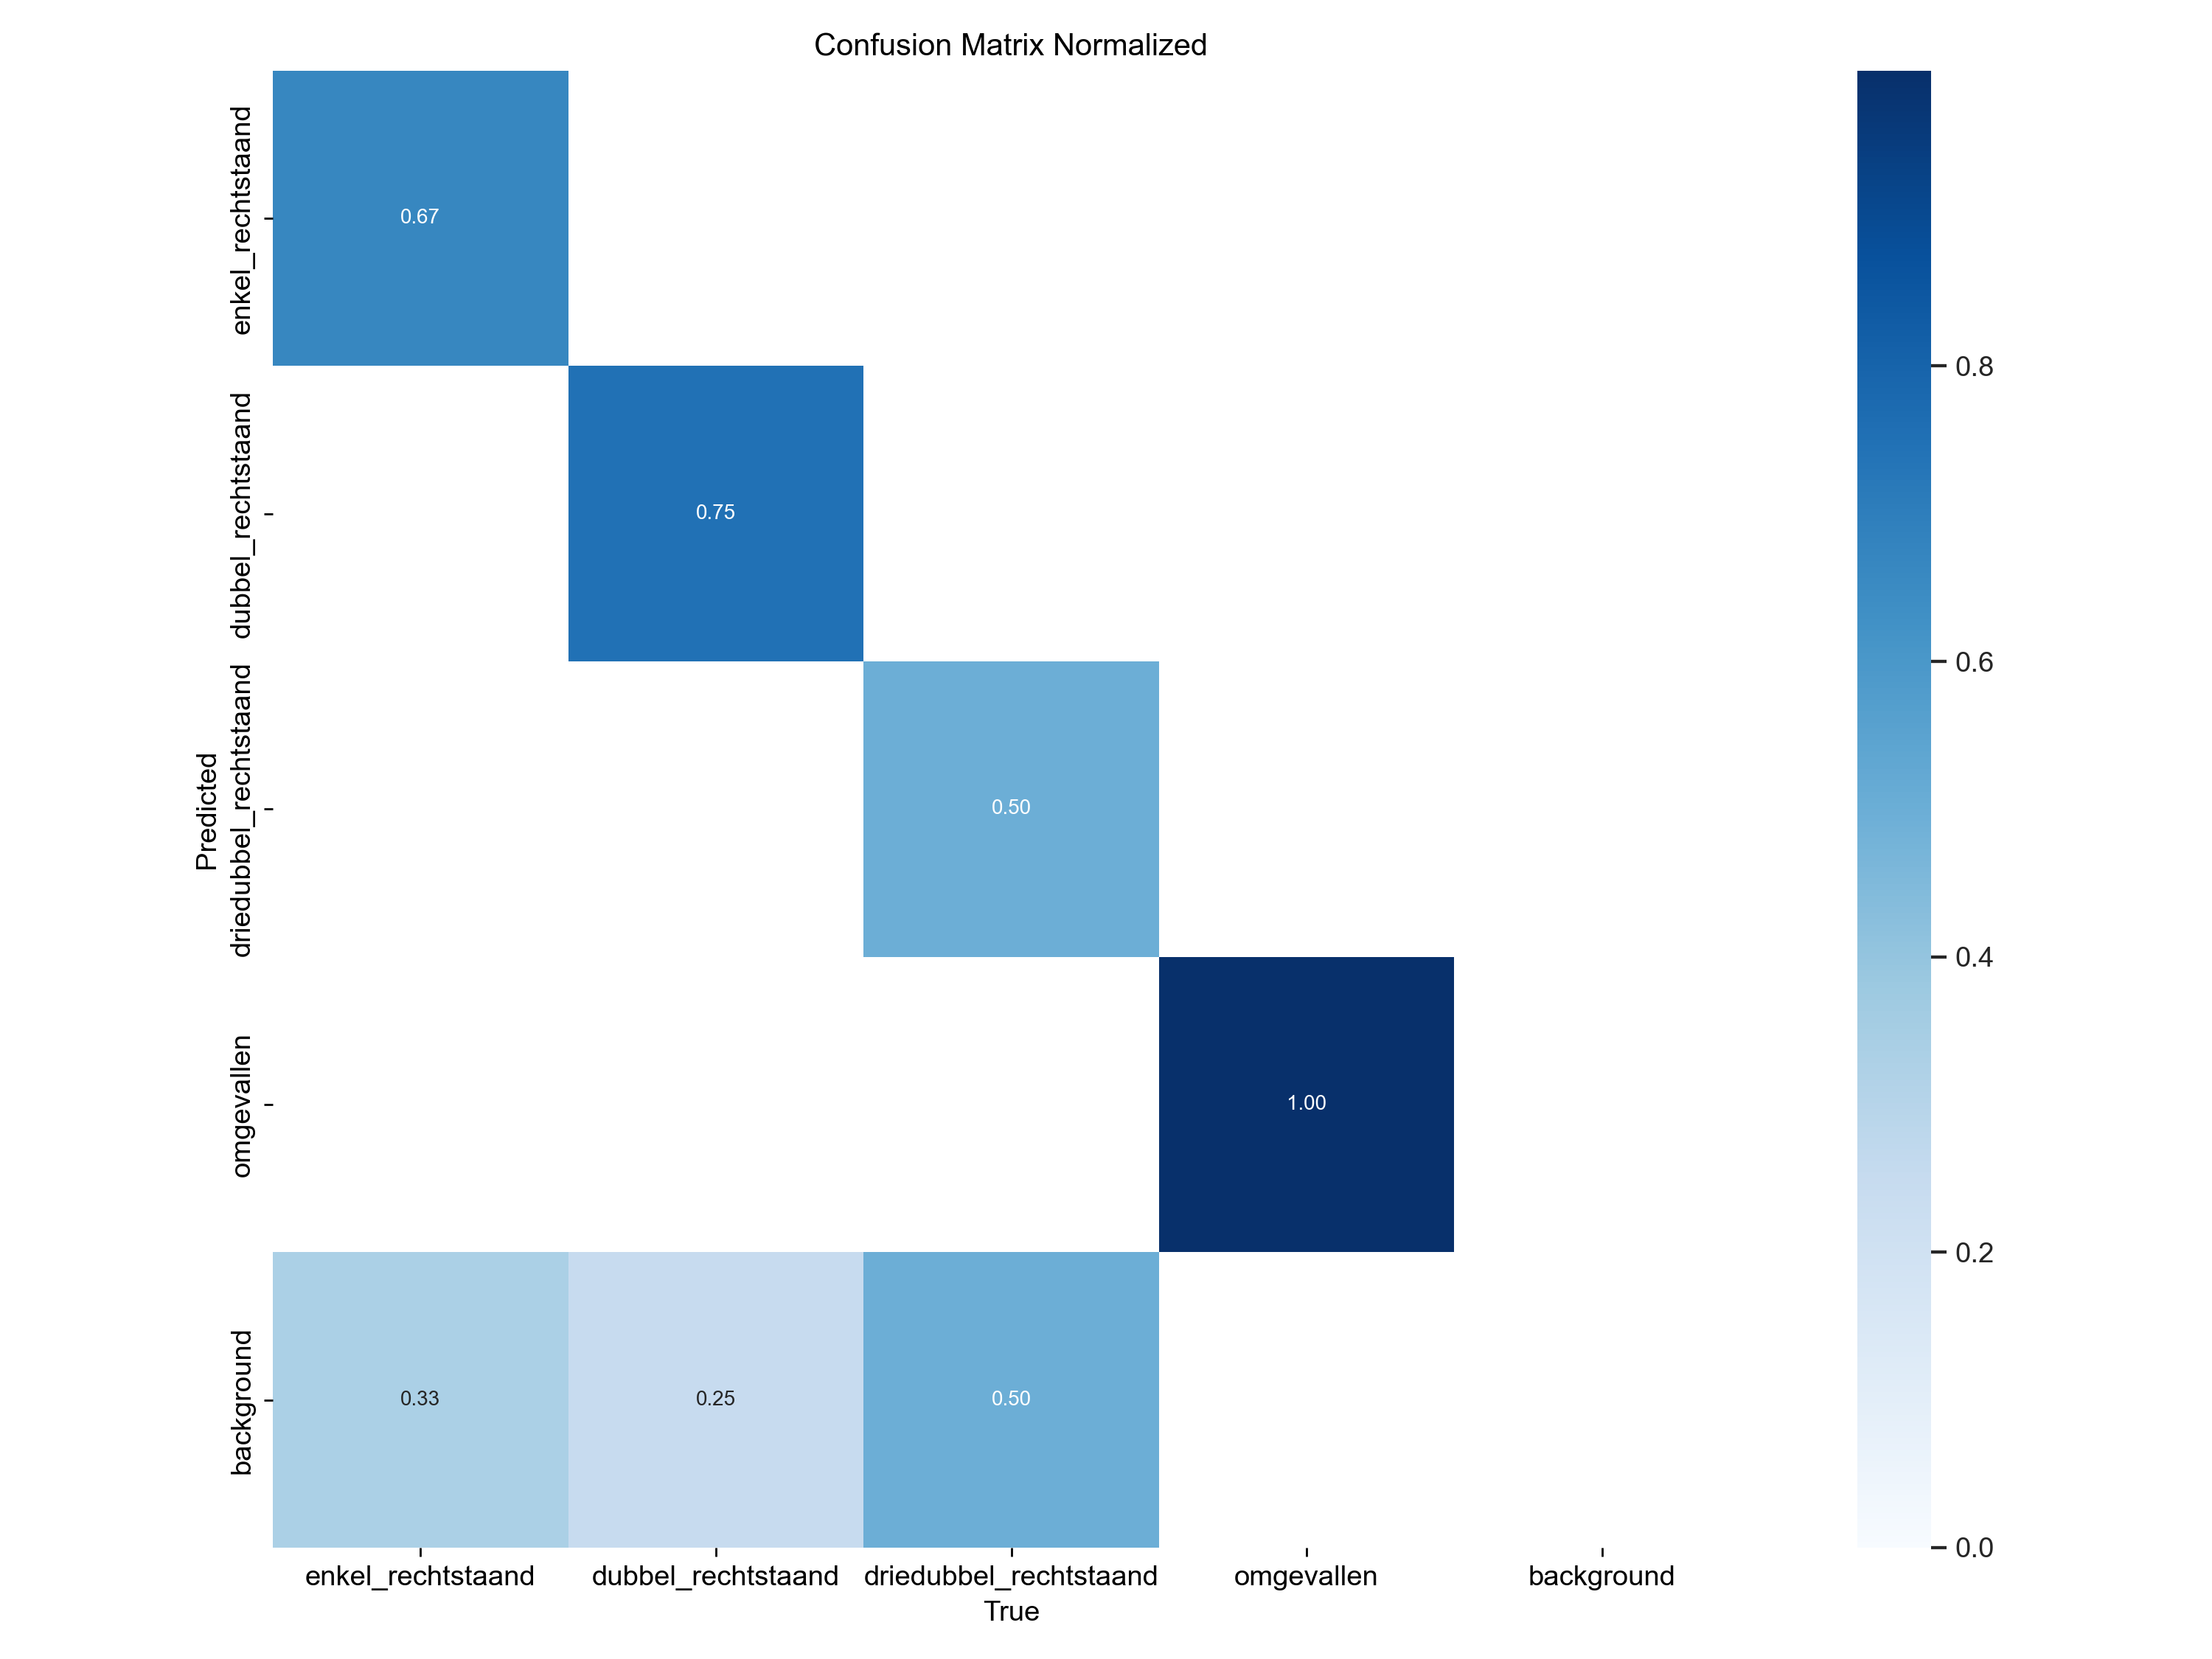 Confusion Matrix Normalized
Predicted
enkel_rechtstaand
dubbel_rechtstaand
driedubbel_rechtstaand
omgevallen
background
0.67
0.75
0.50
1.00
0.33
0.25
0.50
enkel_rechtstaand
dubbel_rechtstaand
driedubbel_rechtstaand
omgevallen
background
True
0.8
0.6
0.4
0.2
0.0